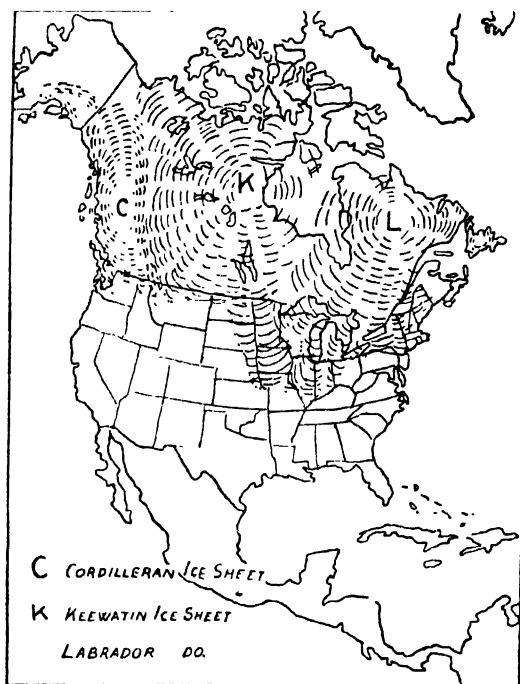 C
K
L
C CORDILLERAN ICE SHEET
K KEEWATIN ICE SHEET
LABRADOR DO.